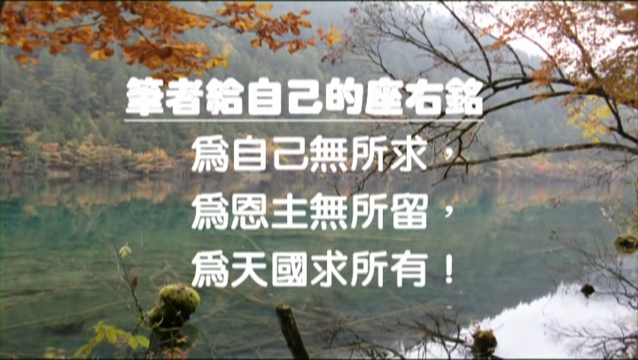 筆者給自己的座右銘
為自己無所求，
為恩主無所留，
為天國求所有！